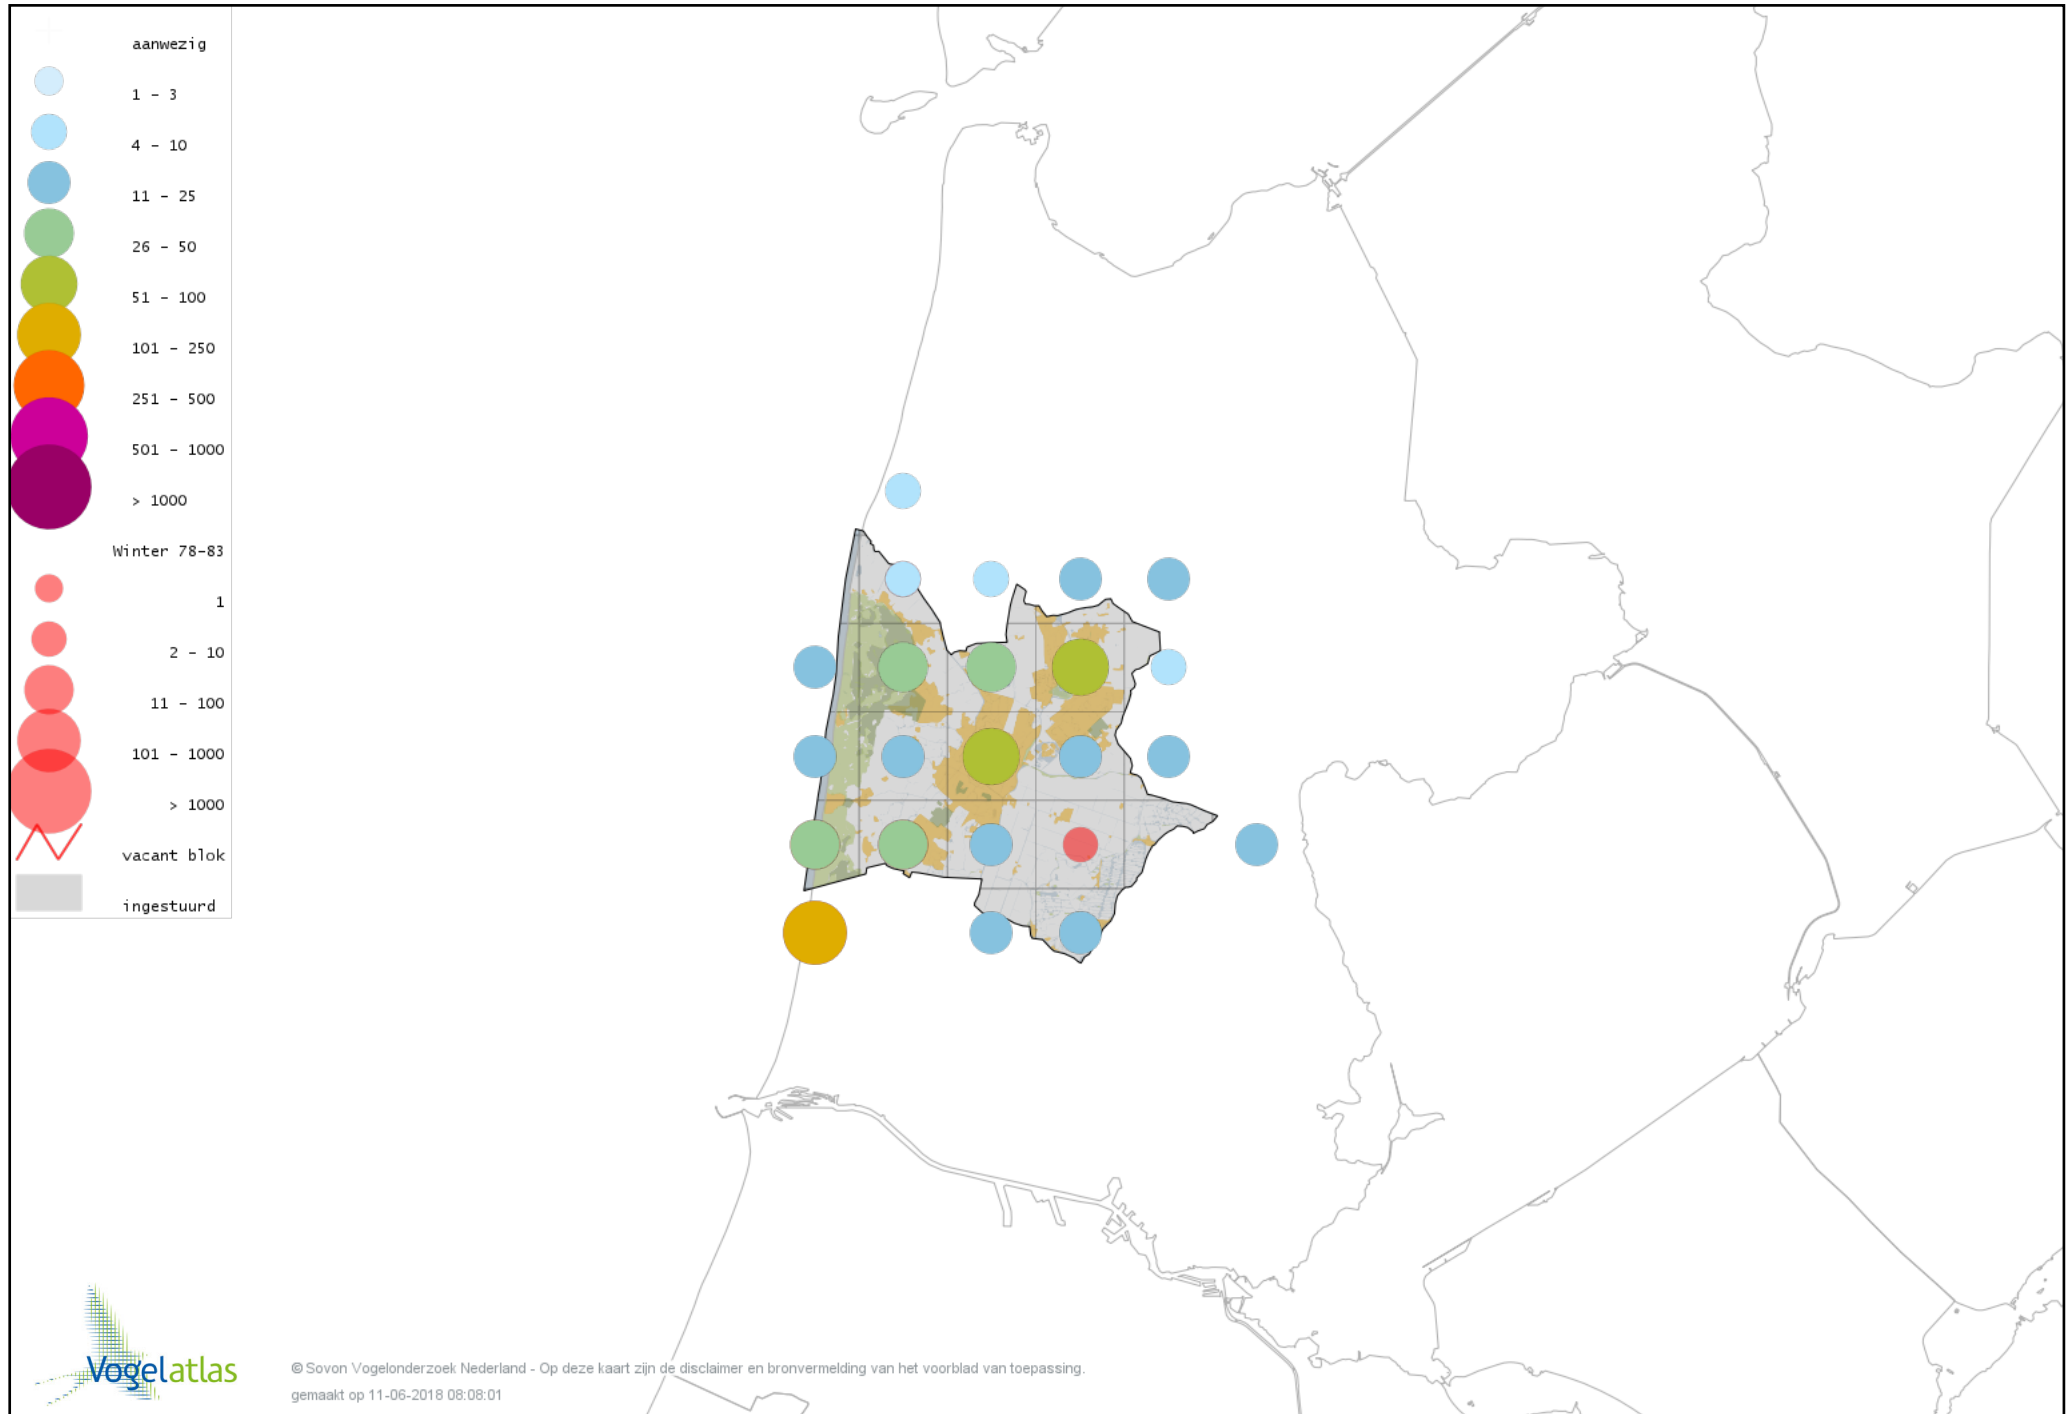 aanwezig
1 - 3
4 - 10
11 - 25
26 - 50
51 - 100
101 - 250
251 - 500
501 - 1000
> 1000
Winter 78-83
1
2 - 10
11 - 100
101 - 1000
> 1000
vacant blok
ingestuurd
Vogelatlas
© Sovon Vogelonderzoek Nederland - Op deze kaart zijn de disclaimer en bronvermelding van het voorblad van toepassing.
gemaakt op 11-06-2018 08:08:01